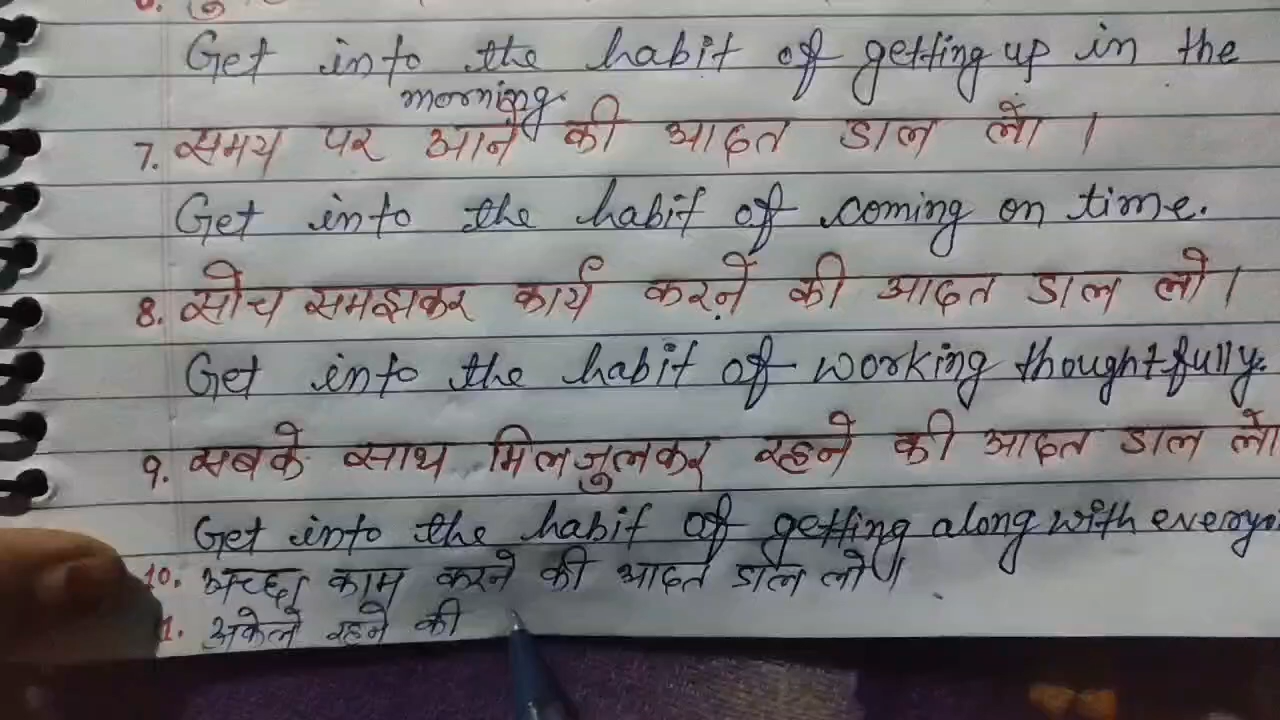 6.
Get into the habit of getting up in the
morning.
7. समय पर आने की आदत डाल लो ।
Get into the habit of coming on time.
8. सोच समझकर कार्य करने की आदत डाल लो ।
Get into the habit of working thoughtfully.
9. सबके साथ मिलजुलकर रहने की आदत डाल लो
Get into the habit of getting along with everyo
10. अच्छा काम करने की आदत डाल लो ।
1. अकेले रहने की